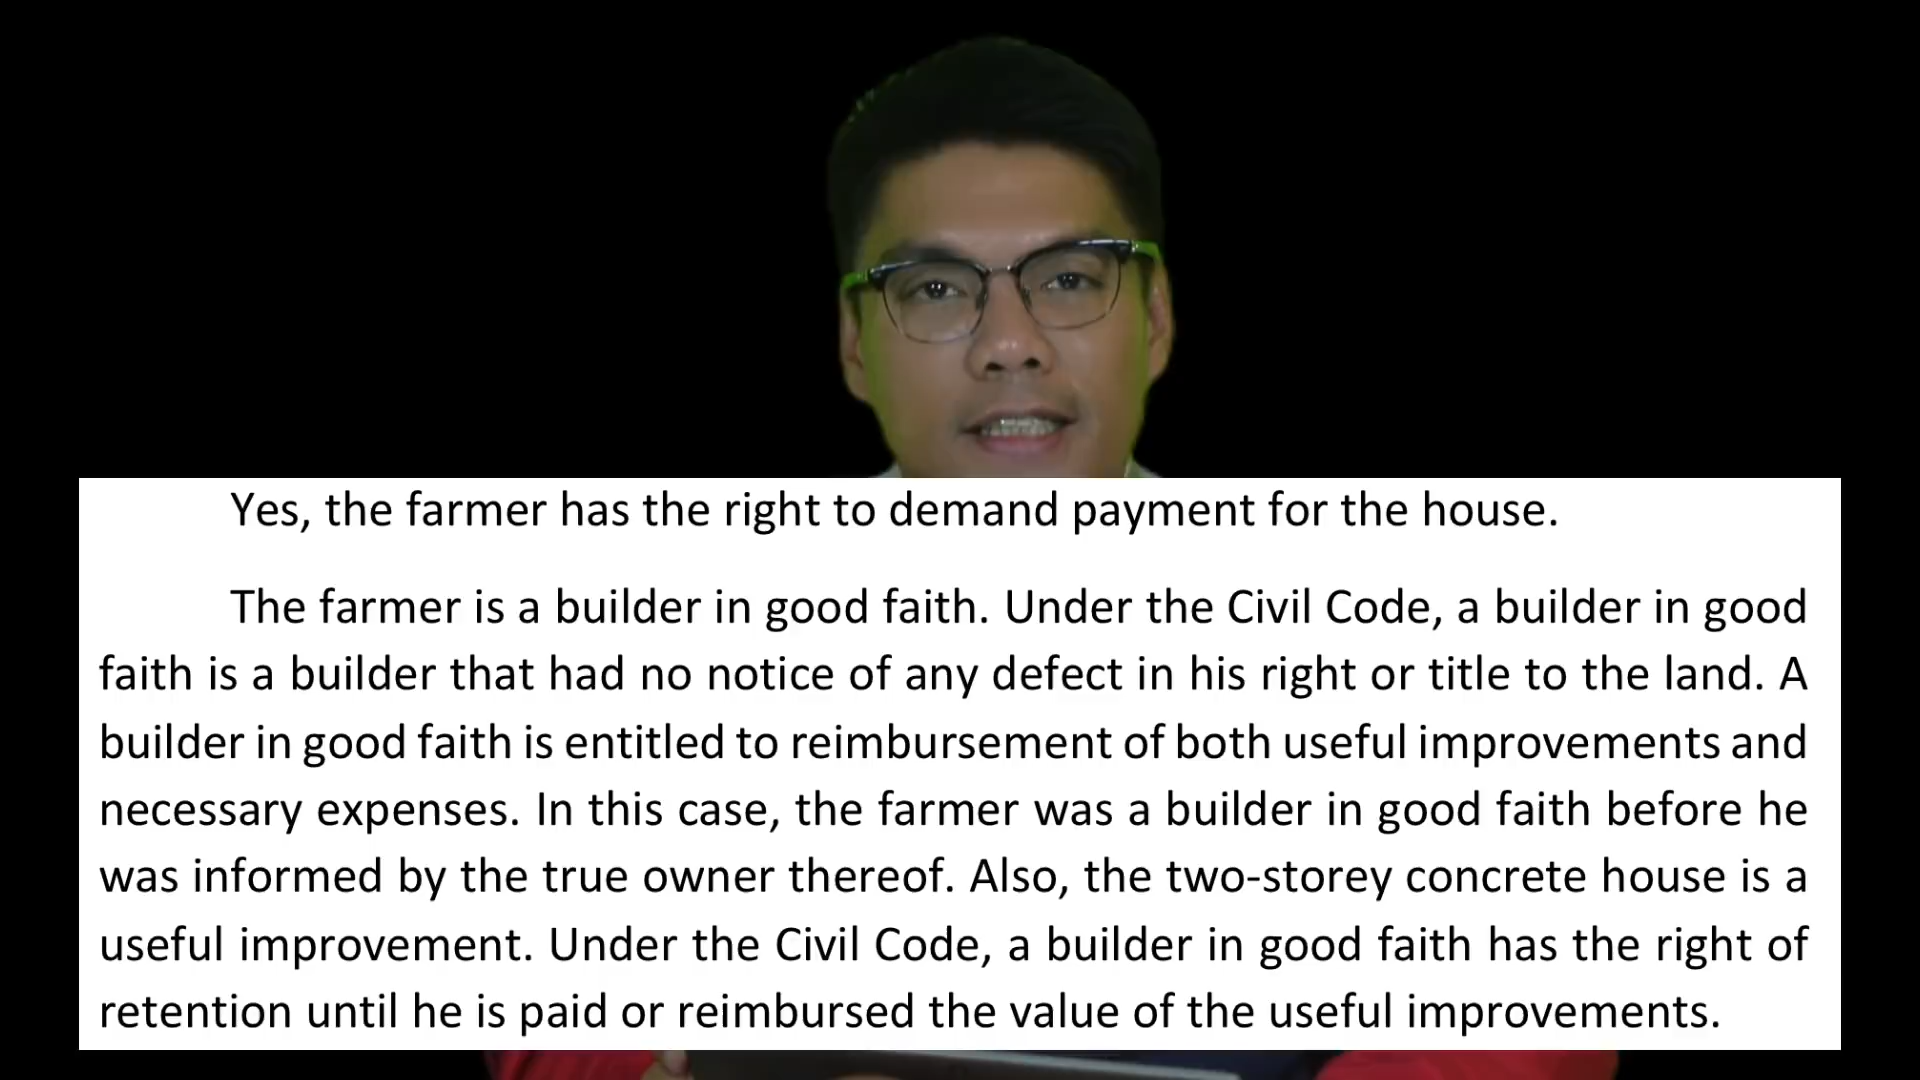 Yes, the farmer has the right to demand payment for the house.
The farmer is a builder in good faith. Under the Civil Code, a builder in good
faith is a builder that had no notice of any defect in his right or title to the land. A
builder in good faith is entitled to reimbursement of both useful improvements and
necessary expenses. In this case, the farmer was a builder in good faith before he
was informed by the true owner thereof. Also, the two-storey concrete house is a
useful improvement. Under the Civil Code, a builder in good faith has the right of
retention until he is paid or reimbursed the value of the useful improvements.